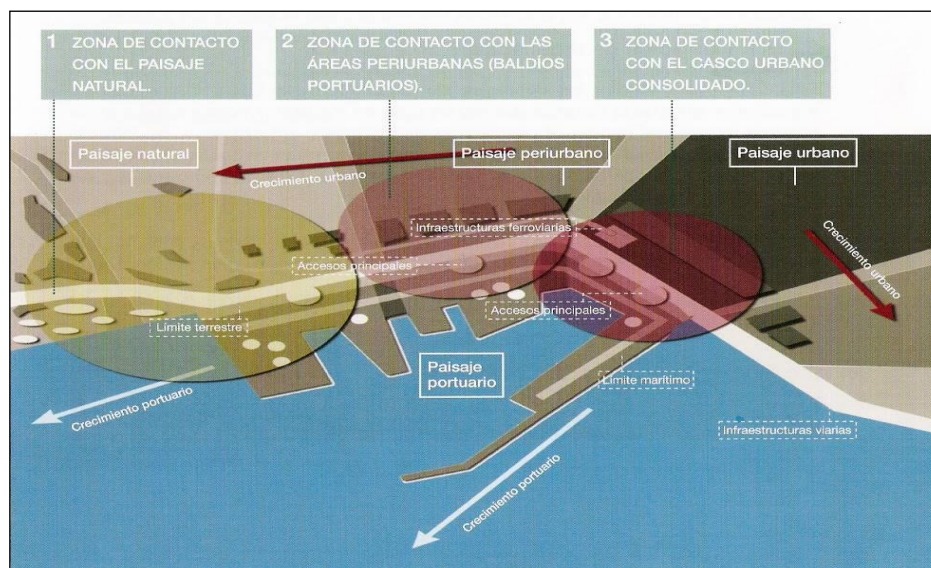 1 ZONA DE CONTACTO
CON EL PAISAJE
NATURAL.
2 ZONA DE CONTACTO CON LAS
ÁREAS PERIURBANAS (BALDÍOS
PORTUARIOS).
3 ZONA DE CONTACTO
CON EL CASCO URBANO
CONSOLIDADO.
Paisaje natural
Paisaje periurbano
Paisaje urbano
Crecimiento urbano
Infraestructuras ferroviarias
Accesos principales
Crecimiento urbano
Accesos principales
Límite terrestre
Paisaje
portuario
Límite marítimo
Crecimiento portuario
Infraestructuras viarias
Crecimiento portuario